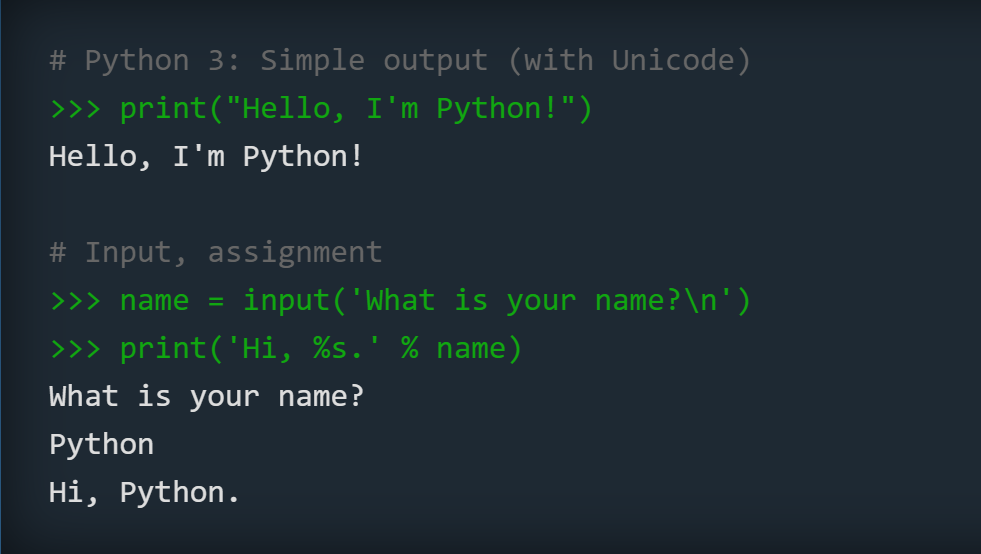 # Python 3: Simple output (with Unicode)
>>> print("Hello, I'm Python!")
Hello, I'm Python!
# Input, assignment
>>> name = input('What is your name?\n')
>>> print('Hi, %s.' % name)
What is your name?
Python
Hi, Python.